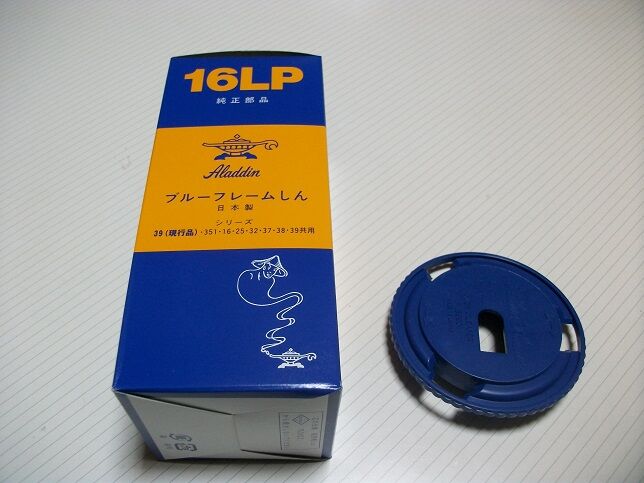 16LP
純正部品
Aladdin
ブルーフレームしん
日本製
シリーズ
39(現行品)・351・16・25・32・37・38・39共用